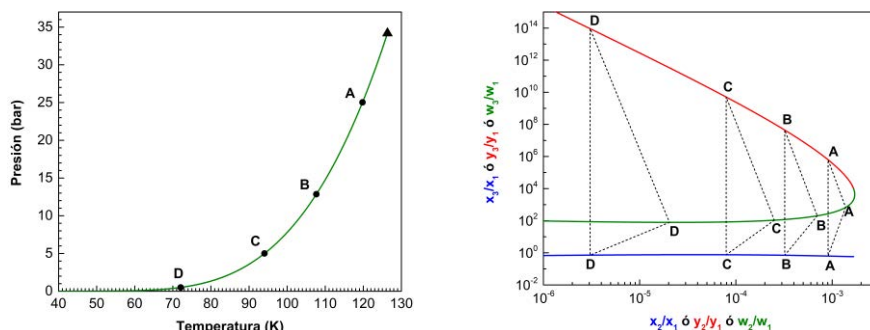 35
30
25
20
15
10
5
0
Presión (bar)
A
B
C
D
40 50 60 70 80 90 100 110 120 130
Temperatura (K)
10¹⁴
10¹²
10¹⁰
10⁸
10⁶
10⁴
10²
10⁰
10⁻²
x₃/x₁ ó y₃/y₁ ó w₃/w₁
D
C
B
A
D C B A
D C B A
10⁻⁶ 10⁻⁵ 10⁻⁴ 10⁻³
x₂/x₁ ó y₂/y₁ ó w₂/w₁